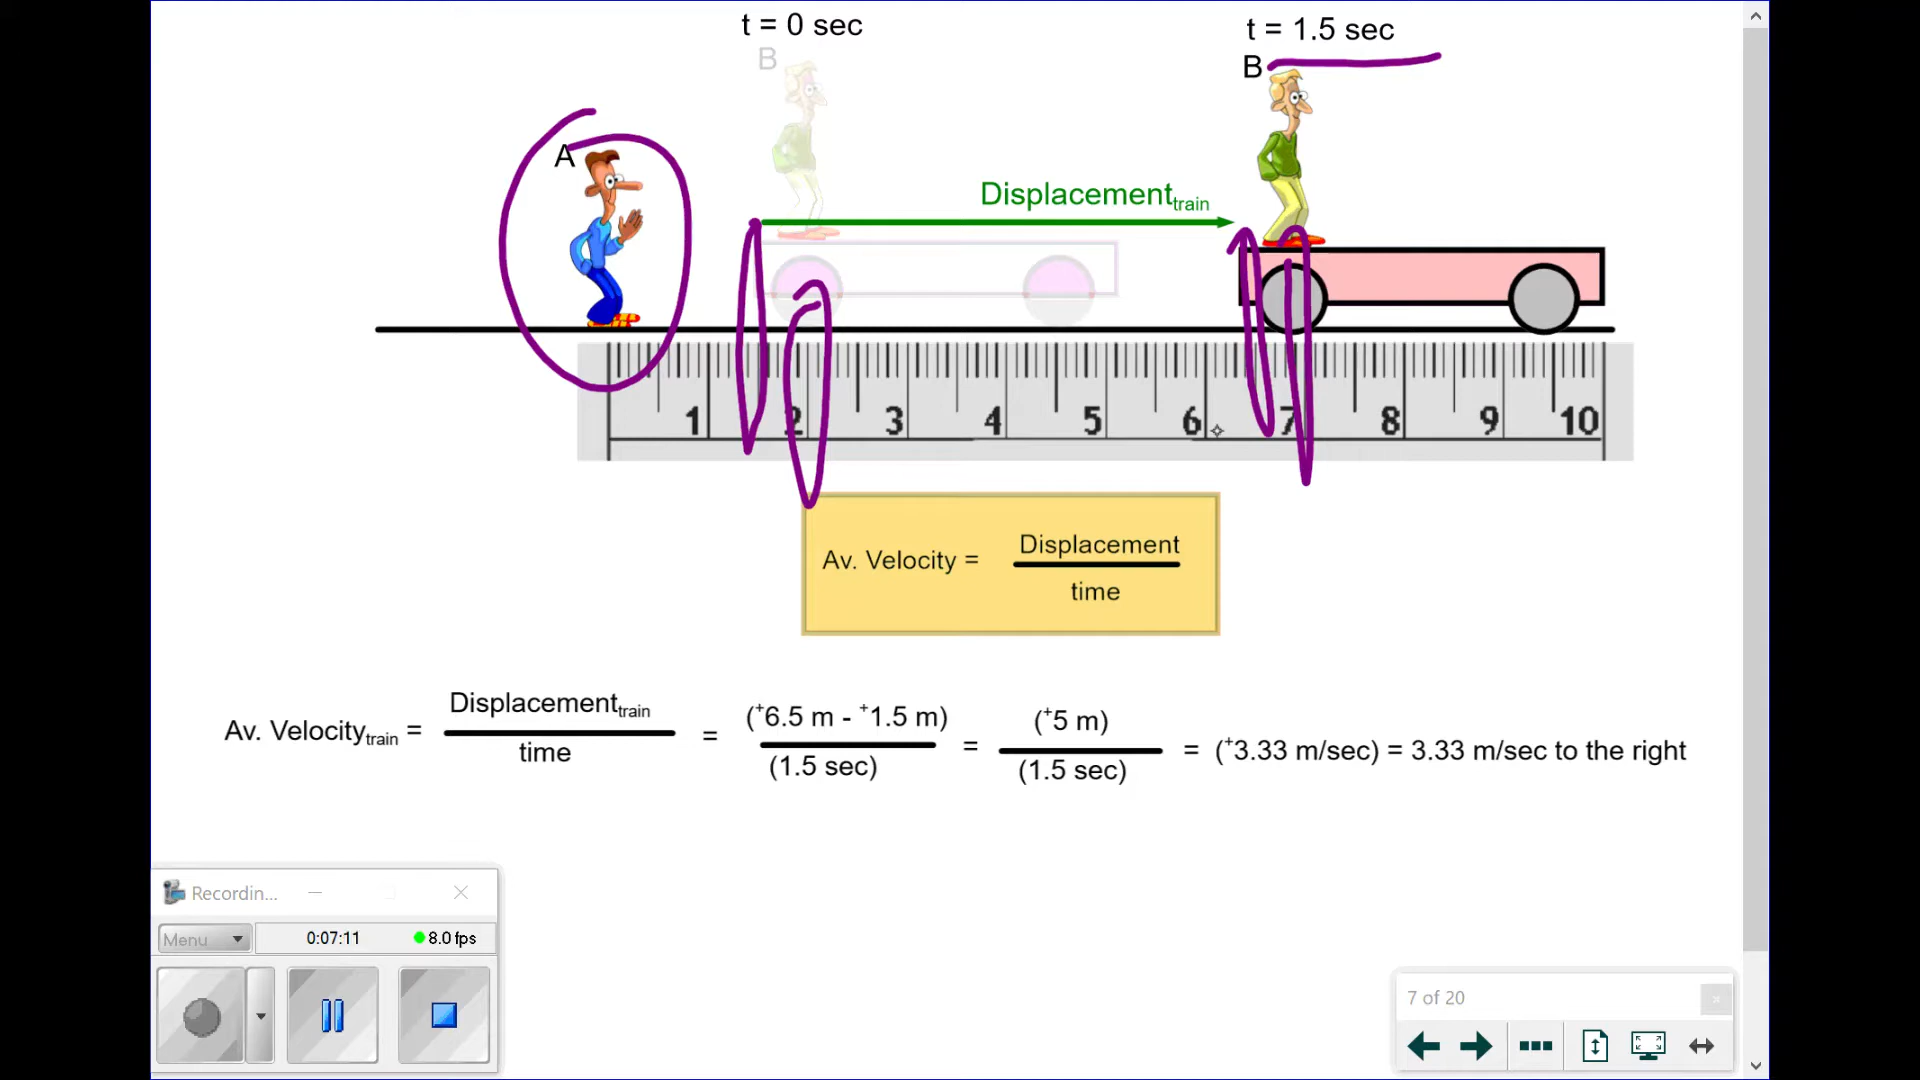 t = 0 sec
t = 1.5 sec
B
B
A
Displacementtrain
1 2 3 4 5 6 7 8 9 10
Av. Velocity = Displacement
time
Av. Velocitytrain = Displacementtrain
time
= (+6.5 m - +1.5 m)
(1.5 sec)
= (+5 m)
(1.5 sec)
= (+3.33 m/sec) = 3.33 m/sec to the right
Recordin...
Menu 0:07:11 8.0 fps
7 of 20